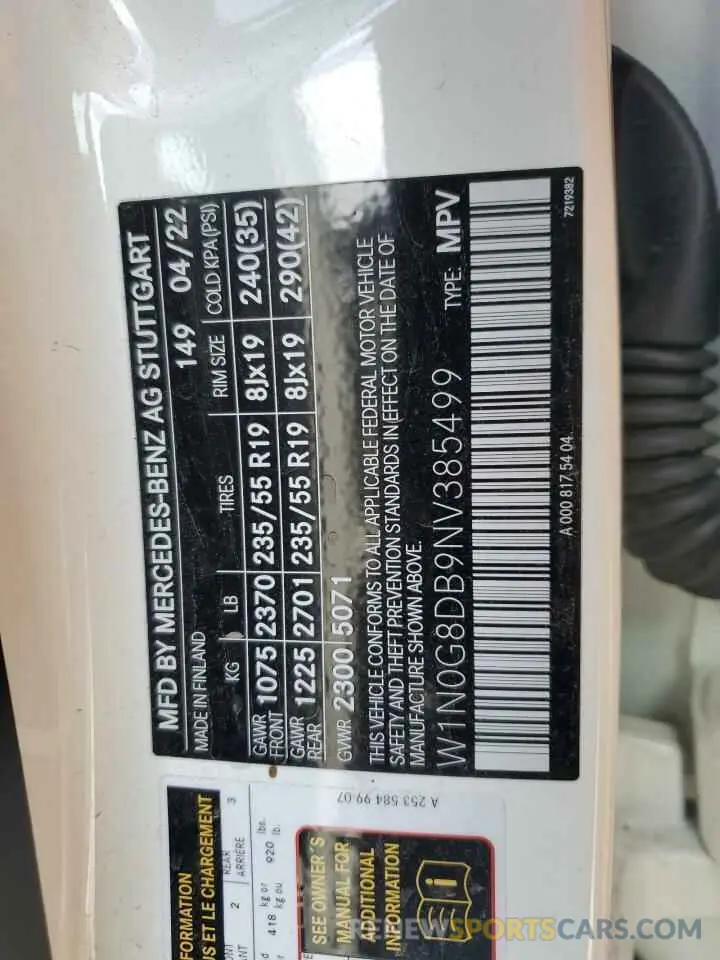 MFD BY MERCEDES-BENZ AG STUTTGART
149 04/22
MADE IN FINLAND
KG LB TIRES RIM SIZE COLD KPA(PSI)
GAWR FRONT 1075 2370 235/55 R19 8Jx19 240(35)
GAWR REAR 1225 2701 235/55 R19 8Jx19 290(42)
GVWR 2300 5071
THIS VEHICLE CONFORMS TO ALL APPLICABLE FEDERAL MOTOR VEHICLE
SAFETY AND THEFT PREVENTION STANDARDS IN EFFECT ON THE DATE OF
MANUFACTURE SHOWN ABOVE.
W1N0G8DB9NV385499 TYPE: MPV
7219382
A 000 817 54 04
A 253 584 99 07
US ET LE CHARGEMENT
2 REAR 3
ARRIÈRE
418 kg or 920 lbs.
kg ou lb.
SEE OWNER'S
MANUAL FOR
ADDITIONAL
INFORMATION
REVIEWSPORTSCARS.COM